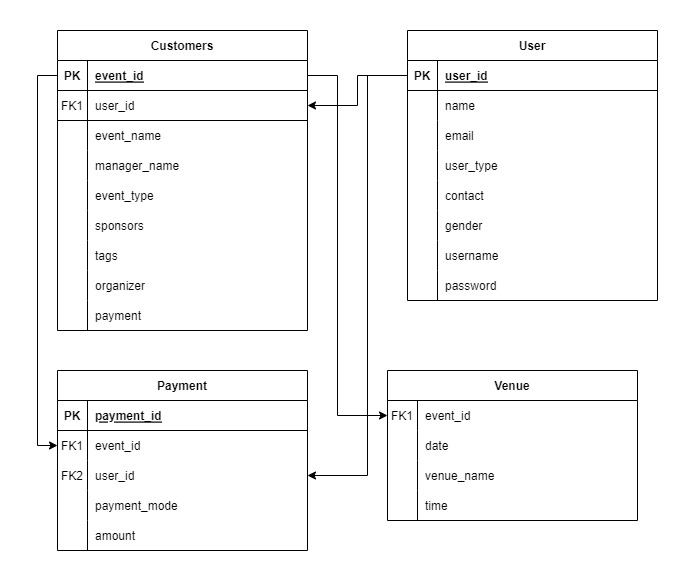 Customers
PK event_id
FK1 user_id
event_name
manager_name
event_type
sponsors
tags
organizer
payment
User
PK user_id
name
email
user_type
contact
gender
username
password
Payment
PK payment_id
FK1 event_id
FK2 user_id
payment_mode
amount
Venue
FK1 event_id
date
venue_name
time